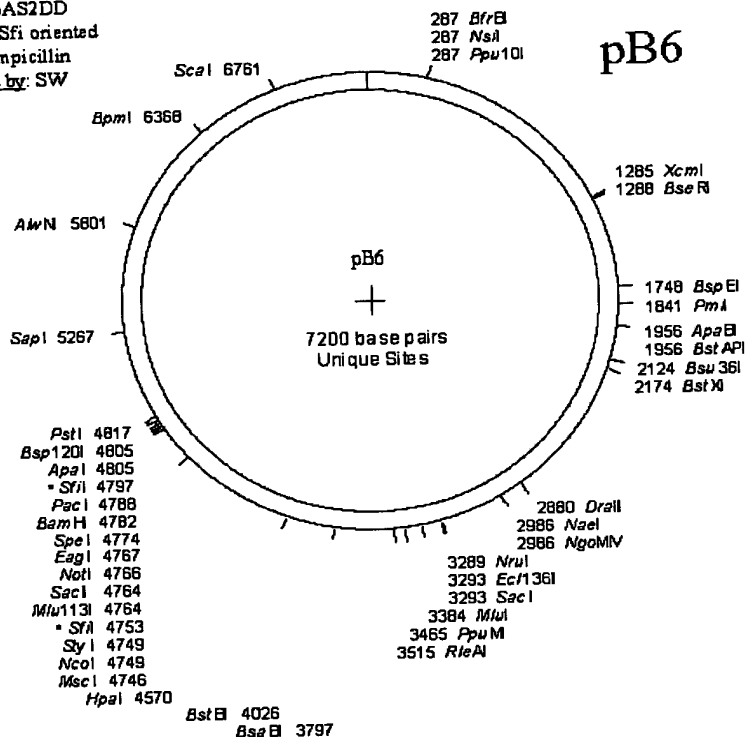 AS2DD
Sfi oriented
mpicillin
by: SW
pB6
287 BfrBI
287 NsiI
287 Ppu10I
ScaI 6761
BpmI 6368
1285 XcmI
1288 BseRI
AlwNI 5801
pB6
7200 base pairs
Unique Sites
1748 BspEI
1841 PmlI
1956 ApaBI
1956 BstAPI
2124 Bsu36I
2174 BstXI
SapI 5267
PstI 4817
Bsp120I 4805
ApaI 4805
* SfiI 4797
PacI 4788
BamHI 4782
SpeI 4774
EagI 4767
NotI 4766
SacI 4764
Mlu113I 4764
* SfiI 4753
StyI 4749
NcoI 4749
MscI 4746
HpaI 4570
BstEII 4026
BsaBI 3797
2880 DraIII
2986 NaeI
2986 NgoMIV
3289 NruI
3293 Ecl136I
3293 SacI
3384 MluI
3465 PpuMI
3515 RleAI